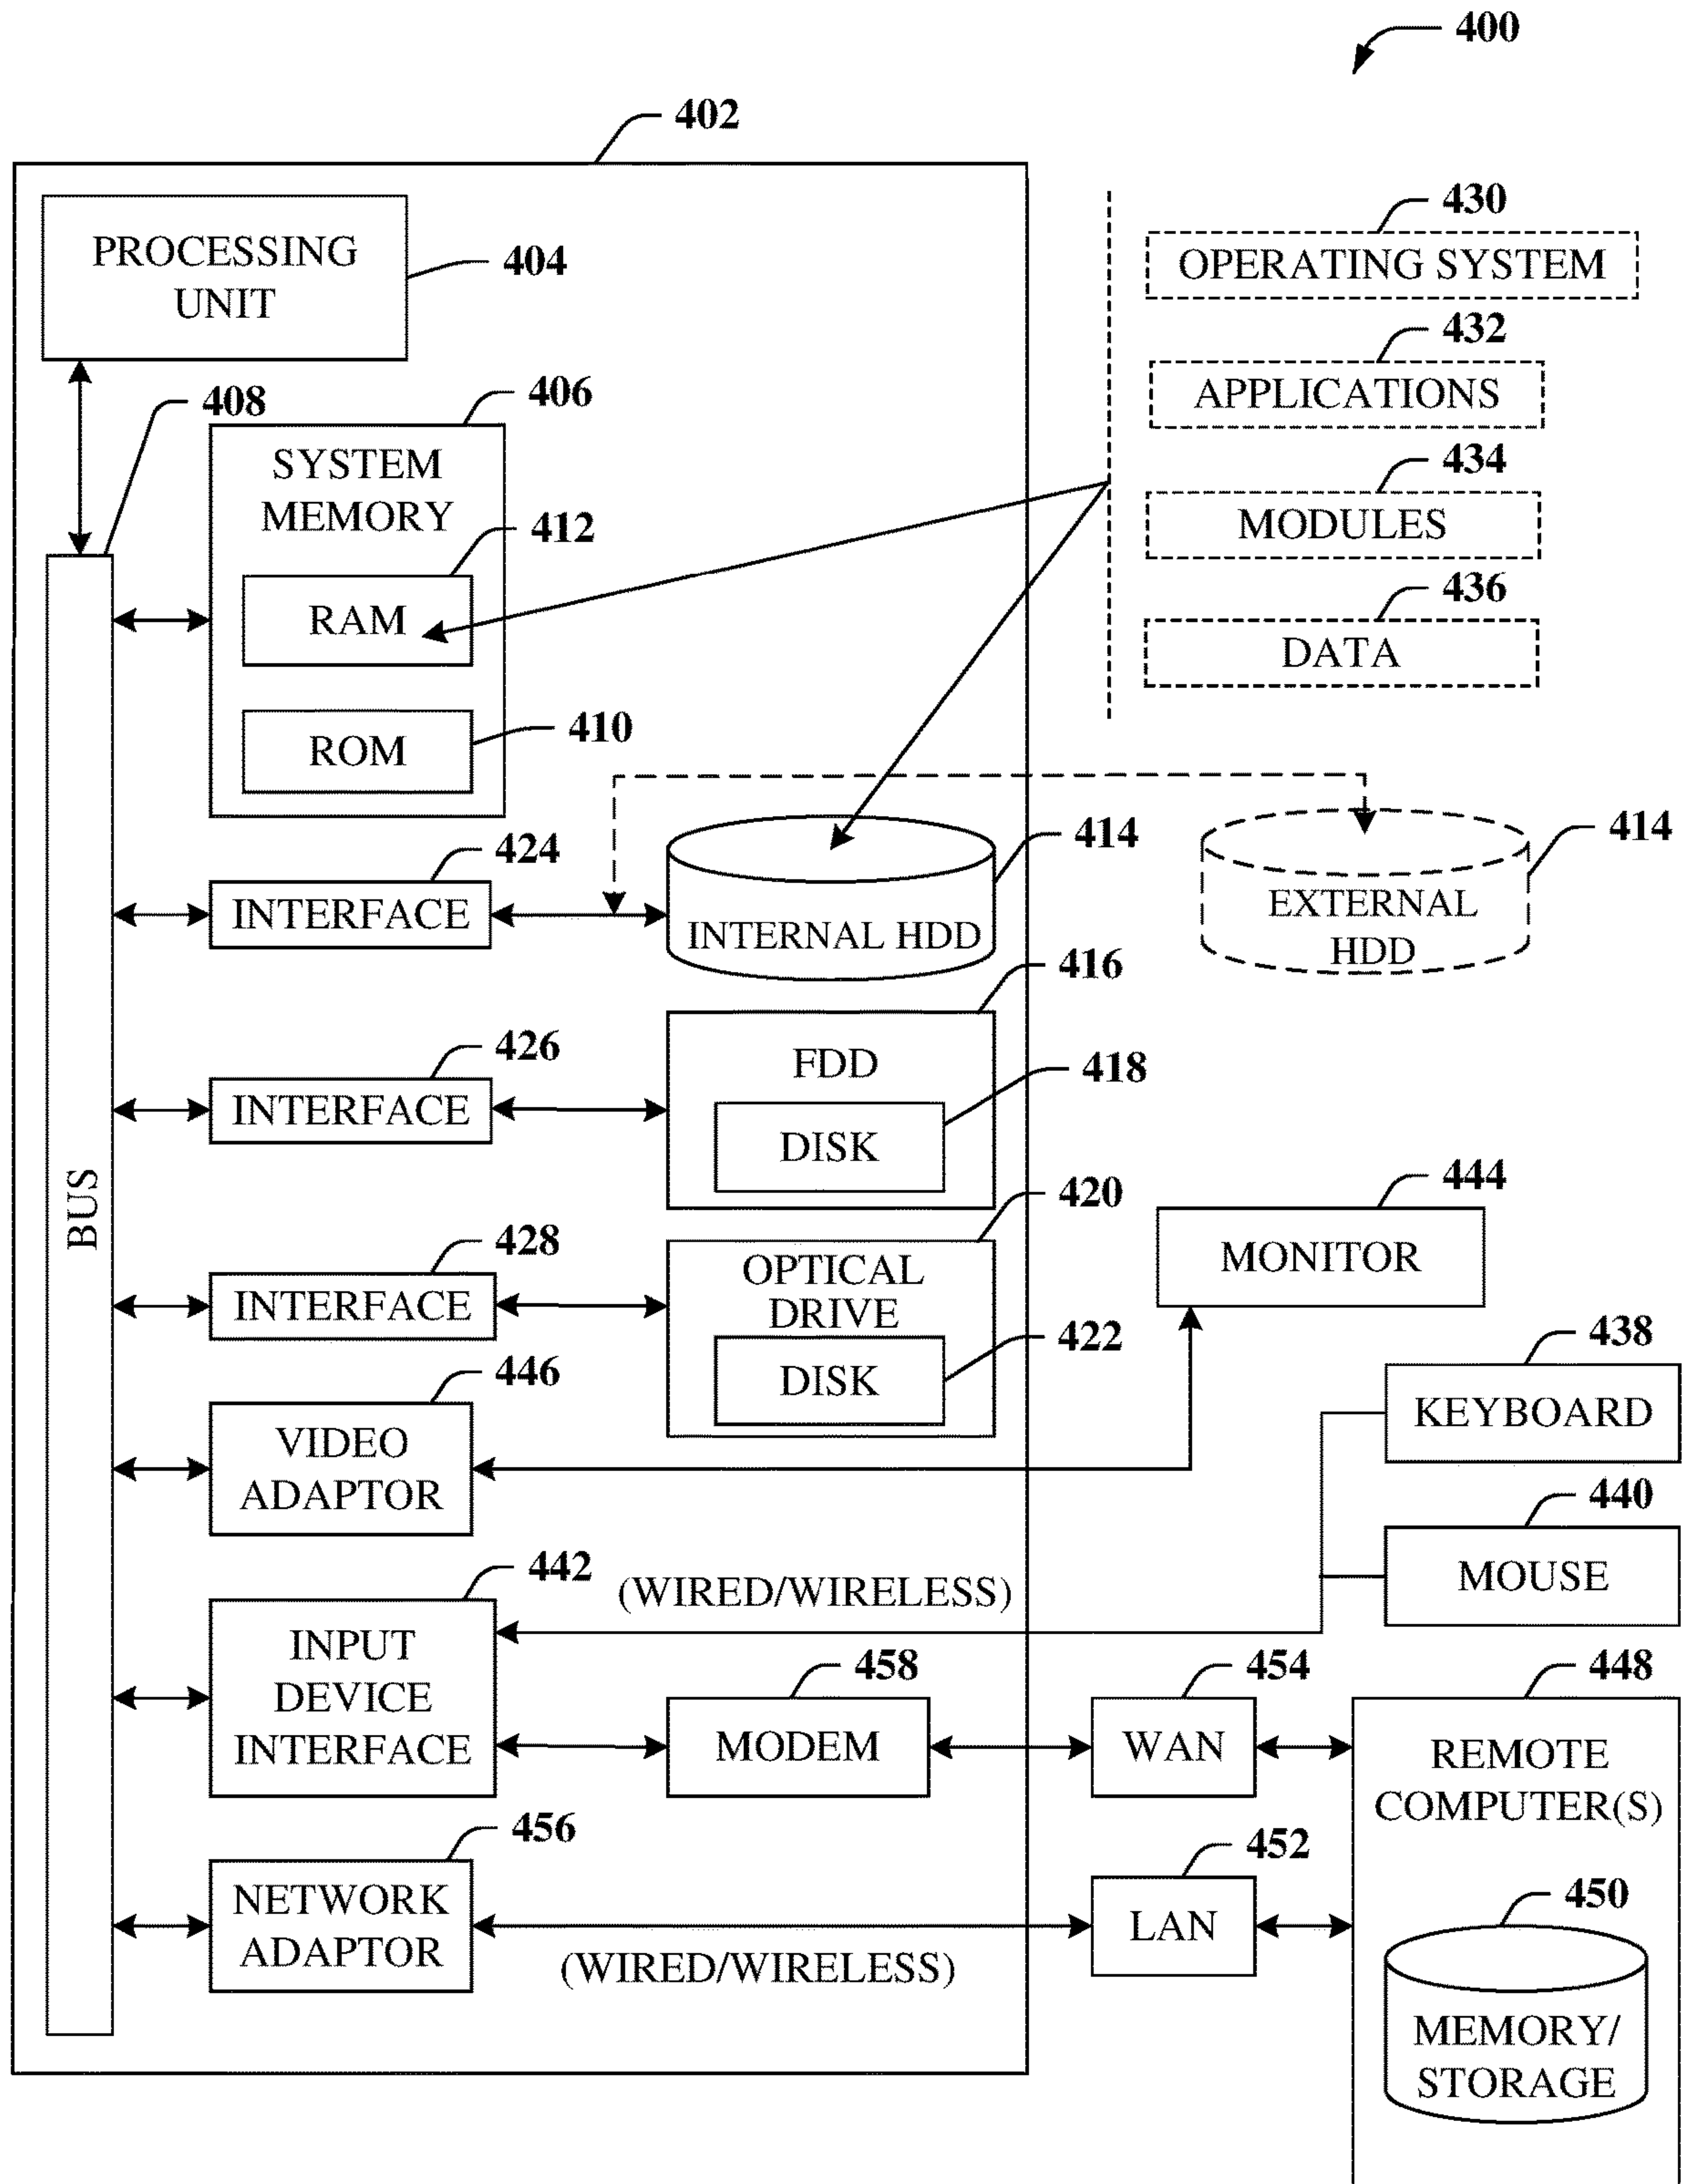 400
402
PROCESSING
UNIT
404
430
OPERATING SYSTEM
432
APPLICATIONS
434
MODULES
436
DATA
408
406
SYSTEM
MEMORY
412
RAM
410
ROM
424
INTERFACE
414
INTERNAL HDD
414
EXTERNAL
HDD
426
INTERFACE
416
FDD
418
DISK
BUS
428
INTERFACE
420
OPTICAL
DRIVE
422
DISK
444
MONITOR
446
VIDEO
ADAPTOR
438
KEYBOARD
440
MOUSE
442
INPUT
DEVICE
INTERFACE
(WIRED/WIRELESS)
458
MODEM
454
WAN
448
REMOTE
COMPUTER(S)
456
NETWORK
ADAPTOR
(WIRED/WIRELESS)
452
LAN
450
MEMORY/
STORAGE